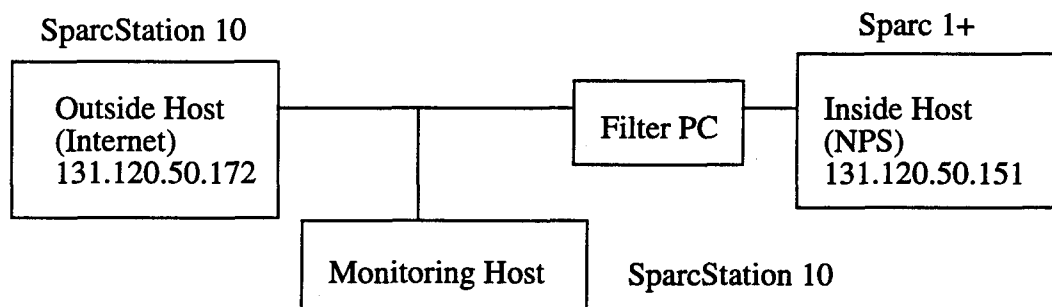 SparcStation 10
Sparc 1+
Outside Host
(Internet)
131.120.50.172
Filter PC
Inside Host
(NPS)
131.120.50.151
Monitoring Host
SparcStation 10